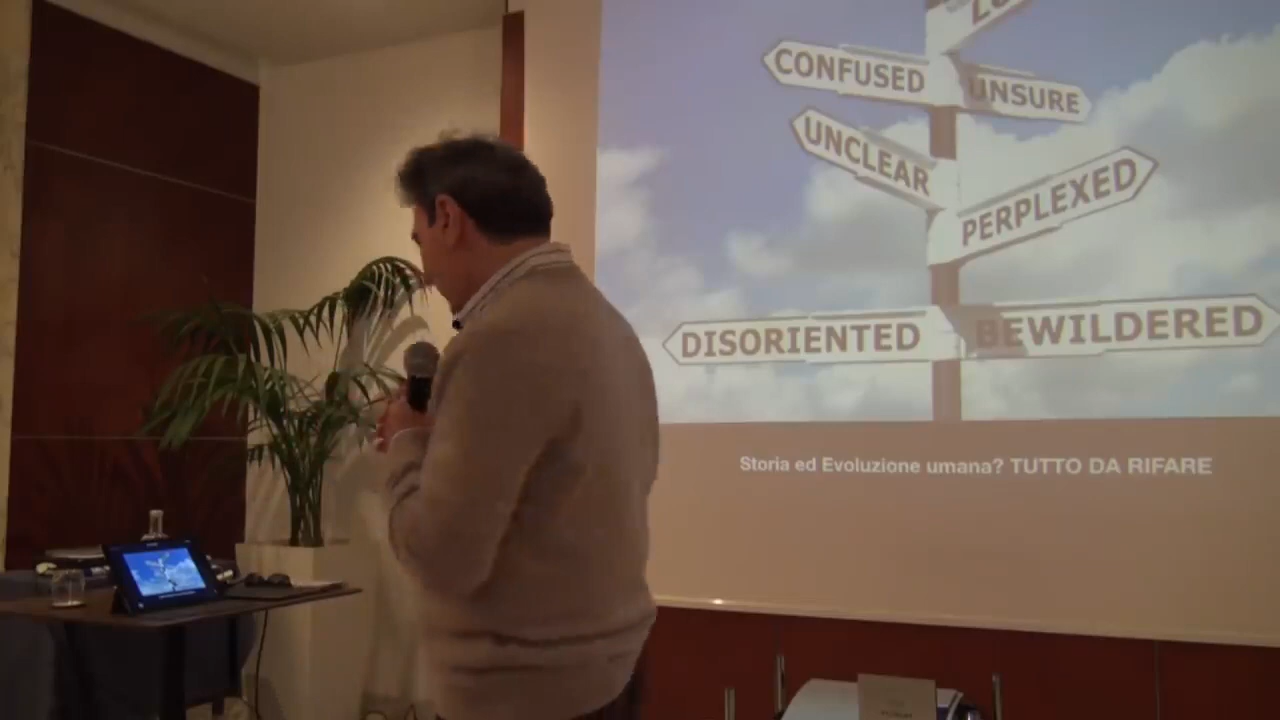 CONFUSED
UNSURE
UNCLEAR
PERPLEXED
DISORIENTED
BEWILDERED
Storia ed Evoluzione umana? TUTTO DA RIFARE